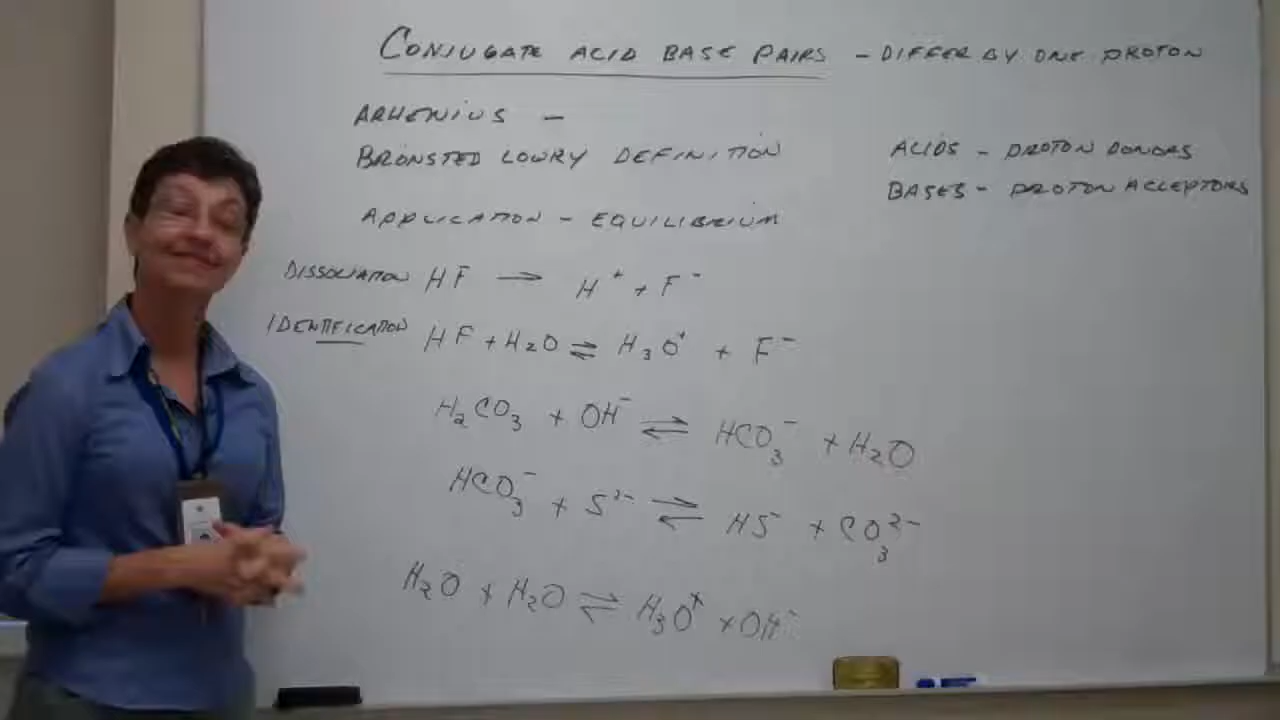 CONJUGATE ACID BASE PAIRS - DIFFER BY ONE PROTON
ARHENIUS -
BRONSTED LOWRY DEFINITION
ACIDS - PROTON DONORS
BASES - PROTON ACCEPTORS
APPLICATION - EQUILIBRIUM
DISSOCIATION HF → H⁺ + F⁻
IDENTIFICATION HF + H₂O ⇌ H₃O⁺ + F⁻
H₂CO₃ + OH⁻ ⇌ HCO₃⁻ + H₂O
HCO₃⁻ + S²⁻ ⇌ HS⁻ + CO₃²⁻
H₂O + H₂O ⇌ H₃O⁺ + OH⁻